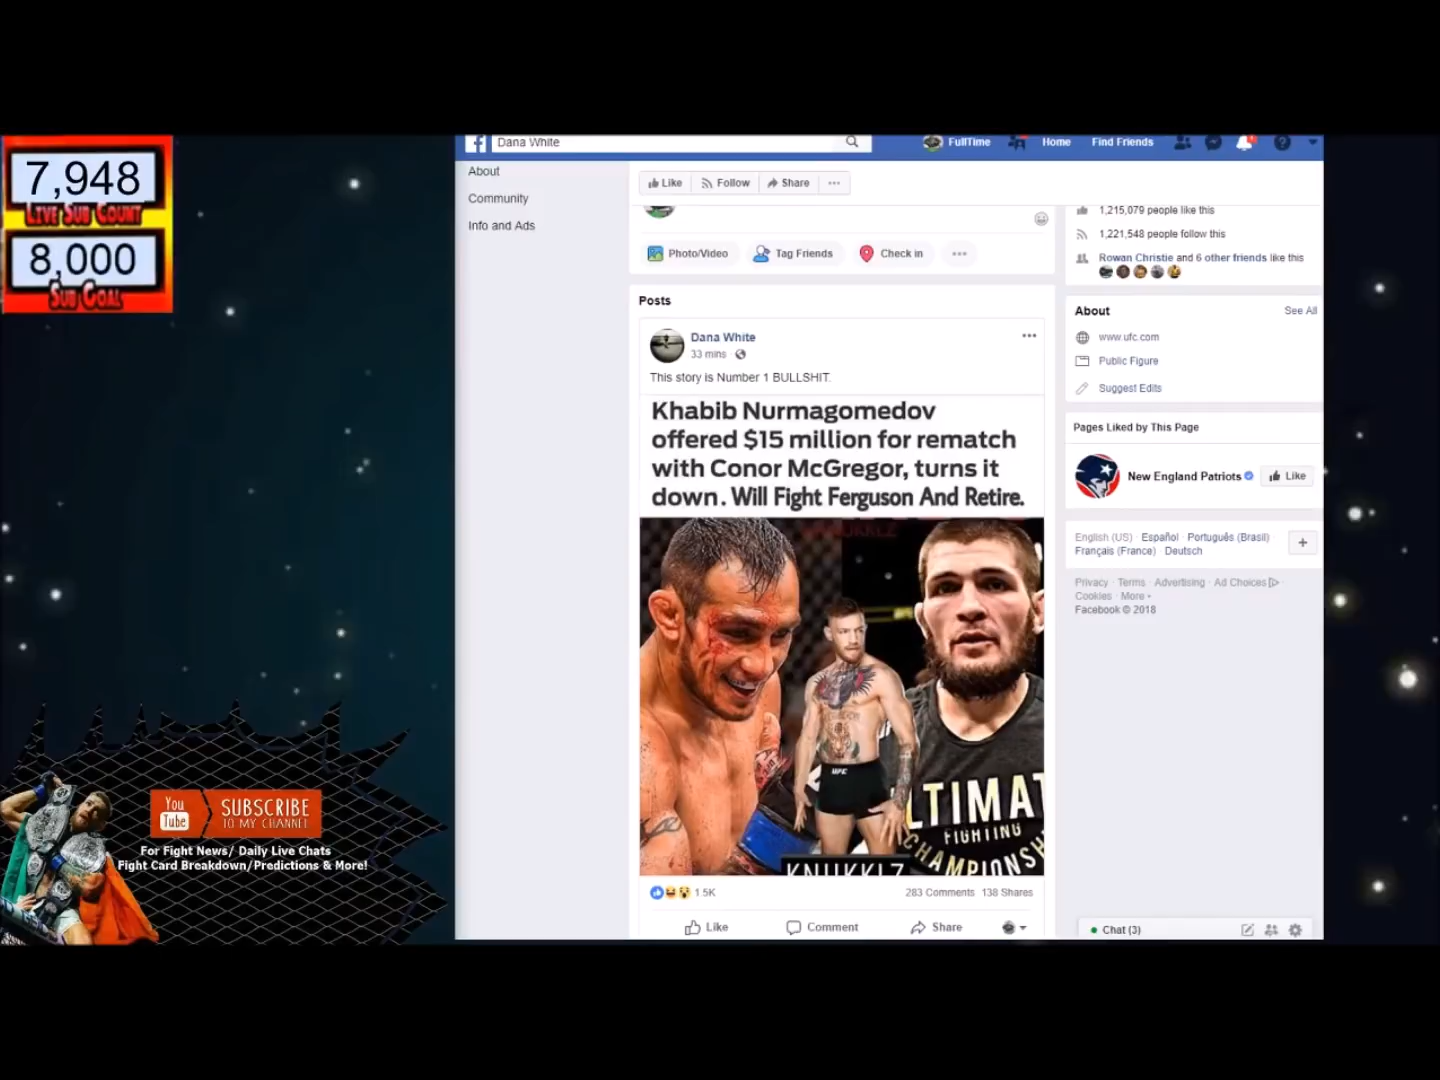 7,948
LIVE SUB COUNT
8,000
SUB GOAL
Dana White
FullTime
Home
Find Friends
About
Community
Info and Ads
Like
Follow
Share
Photo/Video
Tag Friends
Check in
Posts
Dana White
33 mins
This story is Number 1 BULLSHIT.
Khabib Nurmagomedov
offered $15 million for rematch
with Conor McGregor, turns it
down. Will Fight Ferguson And Retire.
UFC
ULTIMAT
FIGHTING
CHAMPIONSH
KNUKKLZ
1.5K
283 Comments 138 Shares
Like
Comment
Share
1,215,079 people like this
1,221,548 people follow this
Rowan Christie and 6 other friends like this
About
See All
www.ufc.com
Public Figure
Suggest Edits
Pages Liked by This Page
New England Patriots
Like
English (US) · Español · Português (Brasil) ·
Français (France) · Deutsch
Privacy · Terms · Advertising · Ad Choices ·
Cookies · More
Facebook © 2018
Chat (3)
You
Tube
SUBSCRIBE
TO MY CHANNEL
For Fight News/ Daily Live Chats
Fight Card Breakdown/Predictions & More!